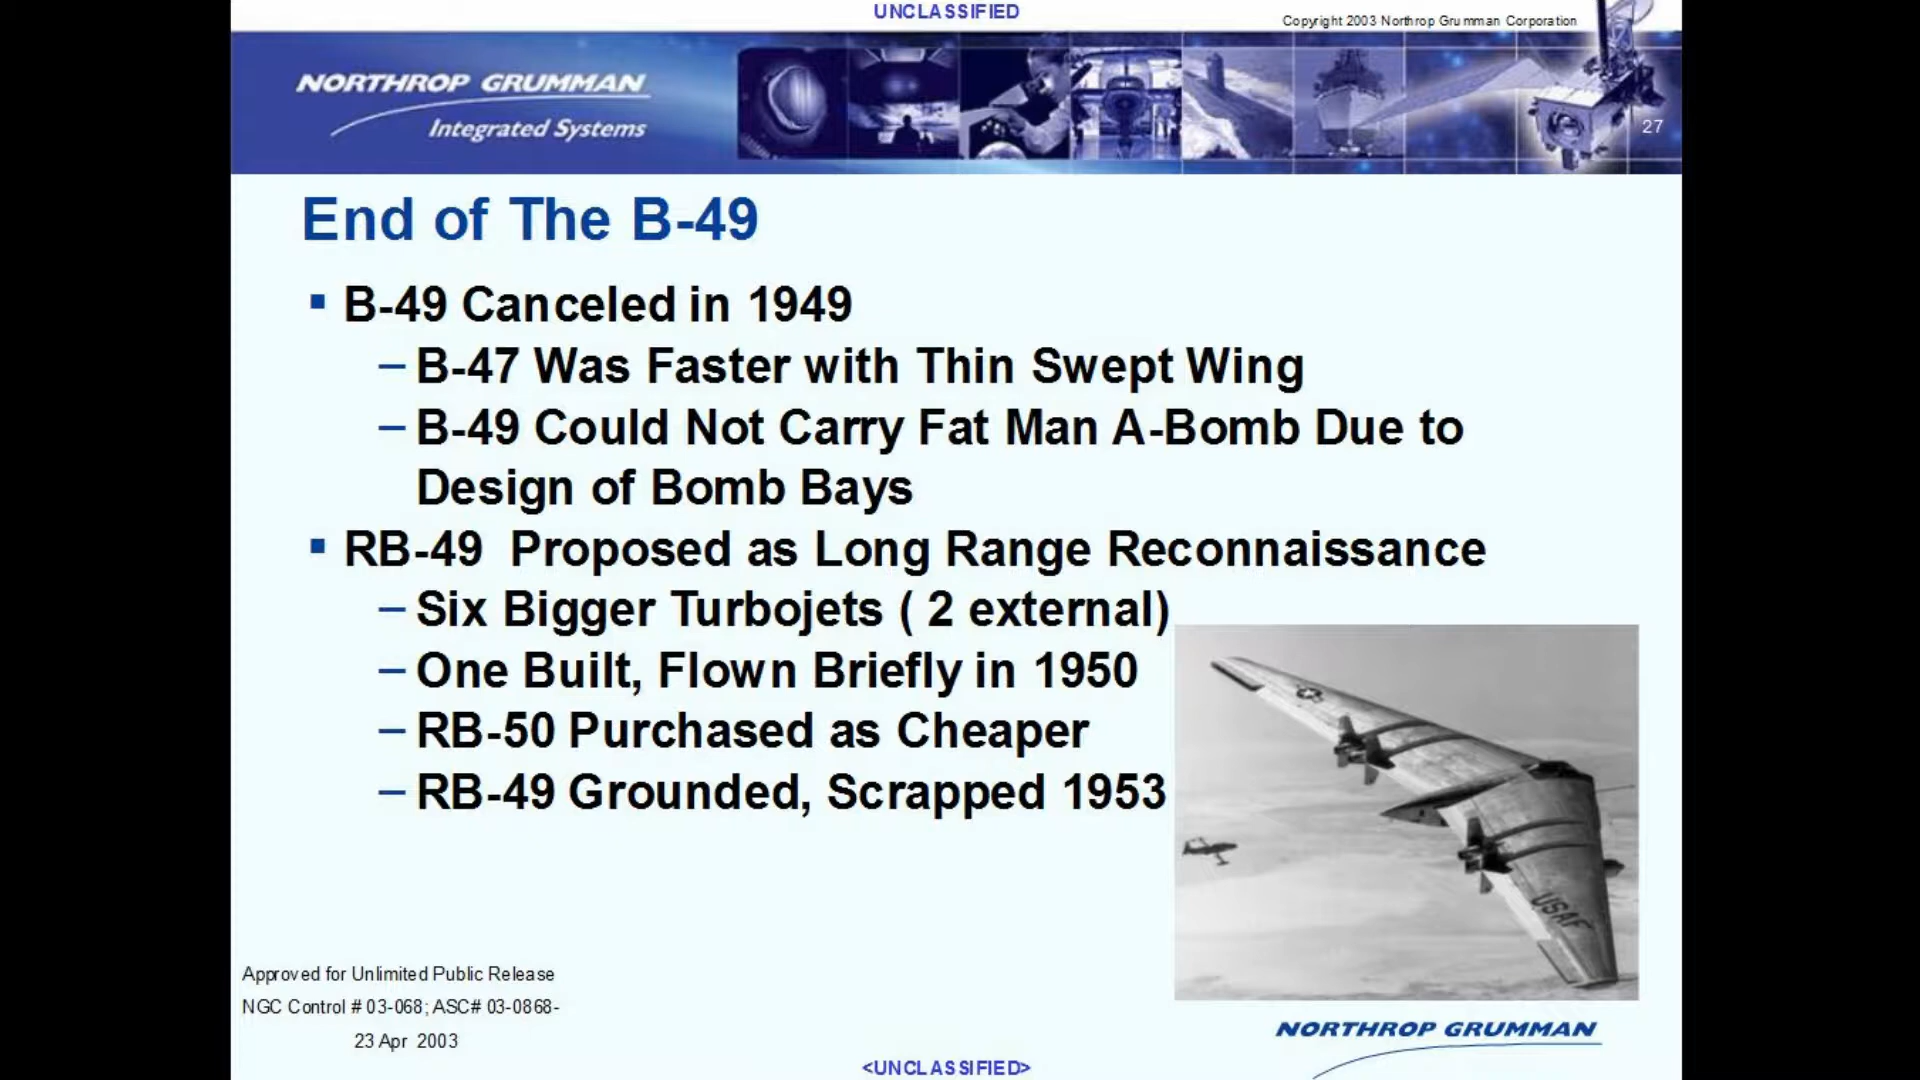 UNCLASSIFIED
Copyright 2003 Northrop Grumman Corporation
NORTHROP GRUMMAN
Integrated Systems
27
End of The B-49
▪ B-49 Canceled in 1949
– B-47 Was Faster with Thin Swept Wing
– B-49 Could Not Carry Fat Man A-Bomb Due to
Design of Bomb Bays
▪ RB-49 Proposed as Long Range Reconnaissance
– Six Bigger Turbojets ( 2 external)
– One Built, Flown Briefly in 1950
– RB-50 Purchased as Cheaper
– RB-49 Grounded, Scrapped 1953
USAF
Approved for Unlimited Public Release
NGC Control # 03-068; ASC# 03-0868-
23 Apr 2003
NORTHROP GRUMMAN
<UNCLASSIFIED>